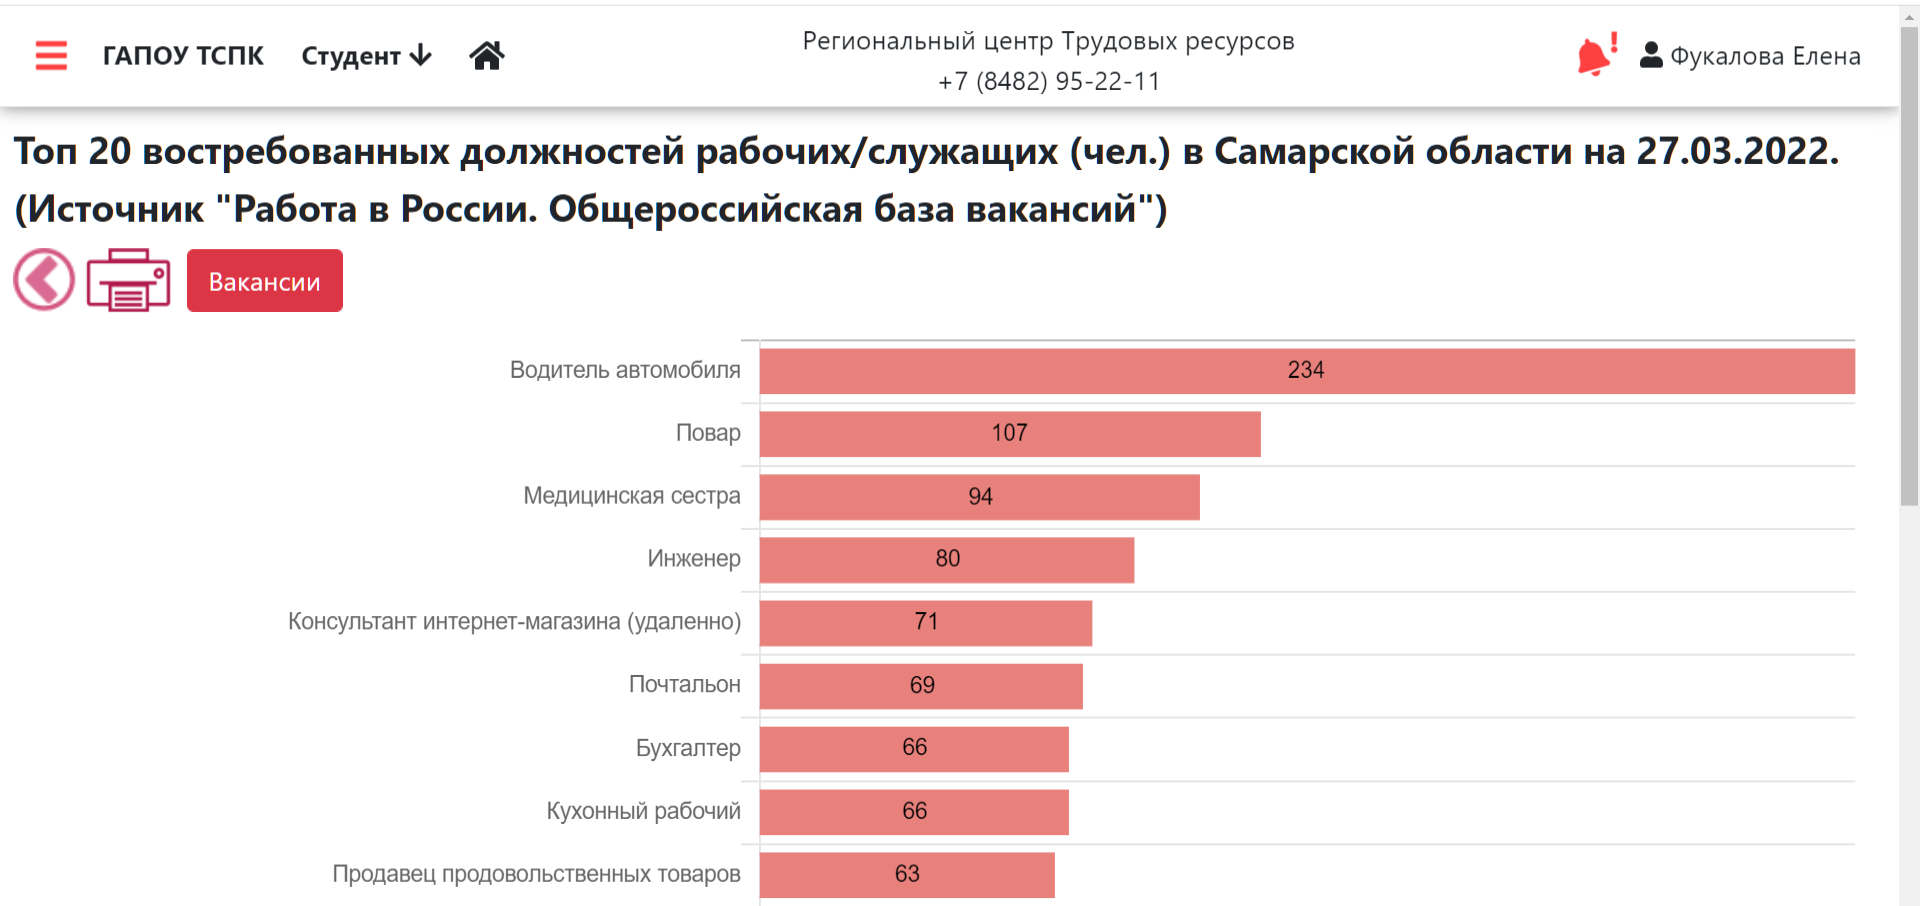 ГАПОУ ТСПК Студент
Региональный центр Трудовых ресурсов
+7 (8482) 95-22-11
Фукалова Елена
Топ 20 востребованных должностей рабочих/служащих (чел.) в Самарской области на 27.03.2022.
(Источник "Работа в России. Общероссийская база вакансий")
Вакансии
Водитель автомобиля 234
Повар 107
Медицинская сестра 94
Инженер 80
Консультант интернет-магазина (удаленно) 71
Почтальон 69
Бухгалтер 66
Кухонный рабочий 66
Продавец продовольственных товаров 63